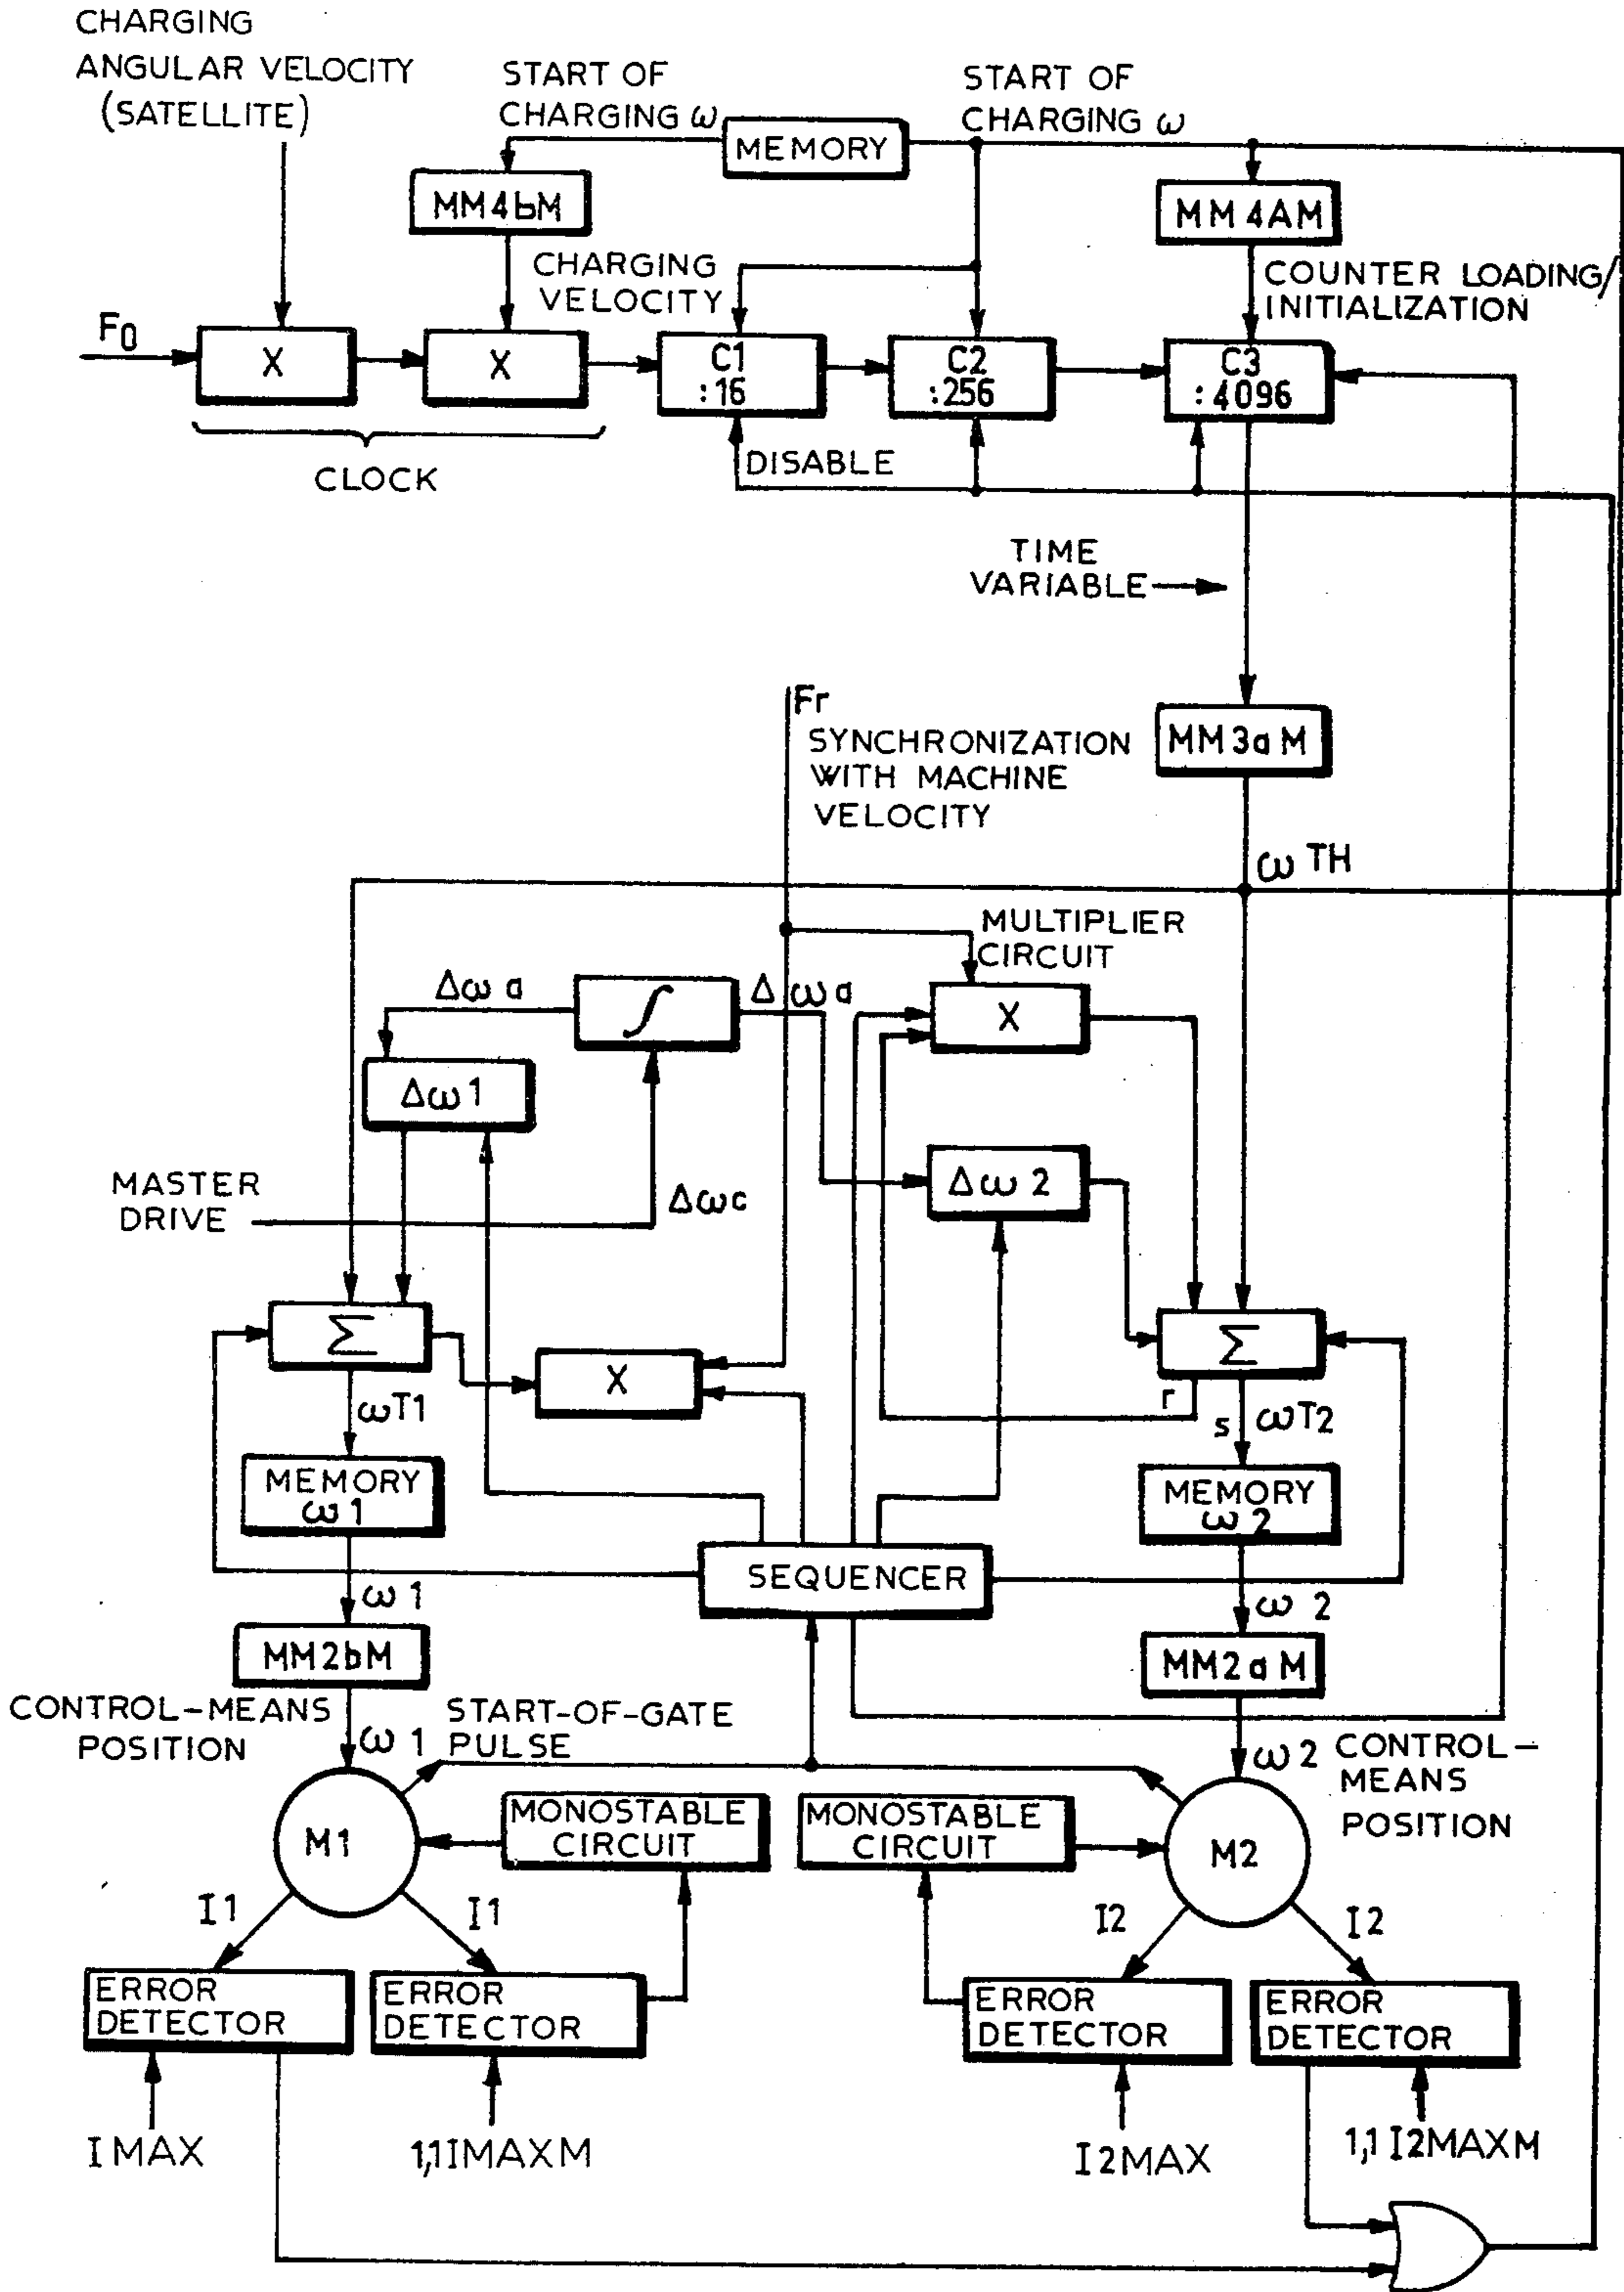 CHARGING
ANGULAR VELOCITY
(SATELLITE)
START OF
CHARGING ω
MEMORY
START OF
CHARGING ω
MM4bM
MM4AM
CHARGING
VELOCITY
COUNTER LOADING/
INITIALIZATION
F0
X
X
C1
:16
C2
:256
C3
:4096
CLOCK
DISABLE
TIME
VARIABLE
Fr
SYNCHRONIZATION
WITH MACHINE
VELOCITY
MM3aM
ωTH
MULTIPLIER
CIRCUIT
Δωa
∫
Δωa
X
Δω1
MASTER
DRIVE
Δωc
Δω2
Σ
X
Σ
ωT1
r
s
ωT2
MEMORY
ω1
MEMORY
ω2
SEQUENCER
ω1
ω2
MM2bM
MM2aM
CONTROL-MEANS
POSITION
ω1
START-OF-GATE
PULSE
ω2
CONTROL-
MEANS
POSITION
M1
MONOSTABLE
CIRCUIT
MONOSTABLE
CIRCUIT
M2
I1
I1
I2
I2
ERROR
DETECTOR
ERROR
DETECTOR
ERROR
DETECTOR
ERROR
DETECTOR
I MAX
1,1IMAXM
I2MAX
1,1I2MAXM